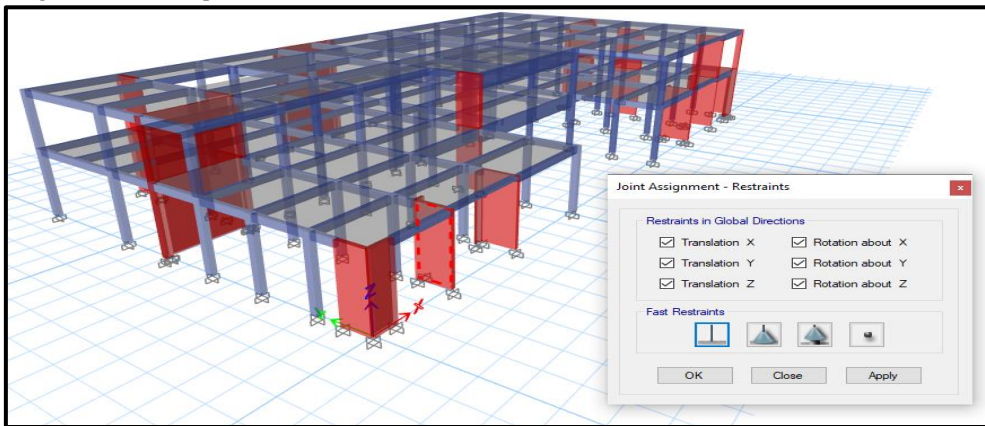 Joint Assignment - Restraints
x
Restraints in Global Directions
Translation X
Rotation about X
Translation Y
Rotation about Y
Translation Z
Rotation about Z
Fast Restraints
OK
Close
Apply
Z
X